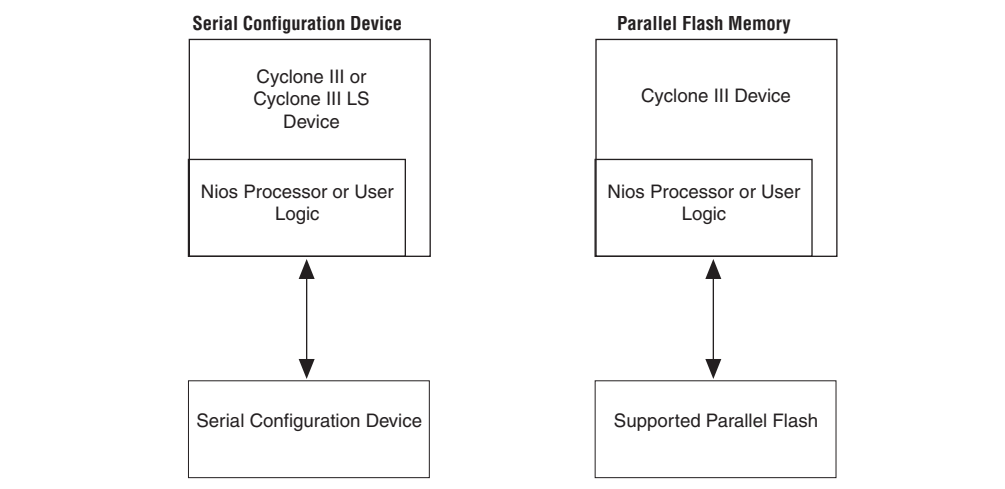 Serial Configuration Device
Cyclone III or
Cyclone III LS
Device
Nios Processor or User
Logic
Serial Configuration Device
Parallel Flash Memory
Cyclone III Device
Nios Processor or User
Logic
Supported Parallel Flash